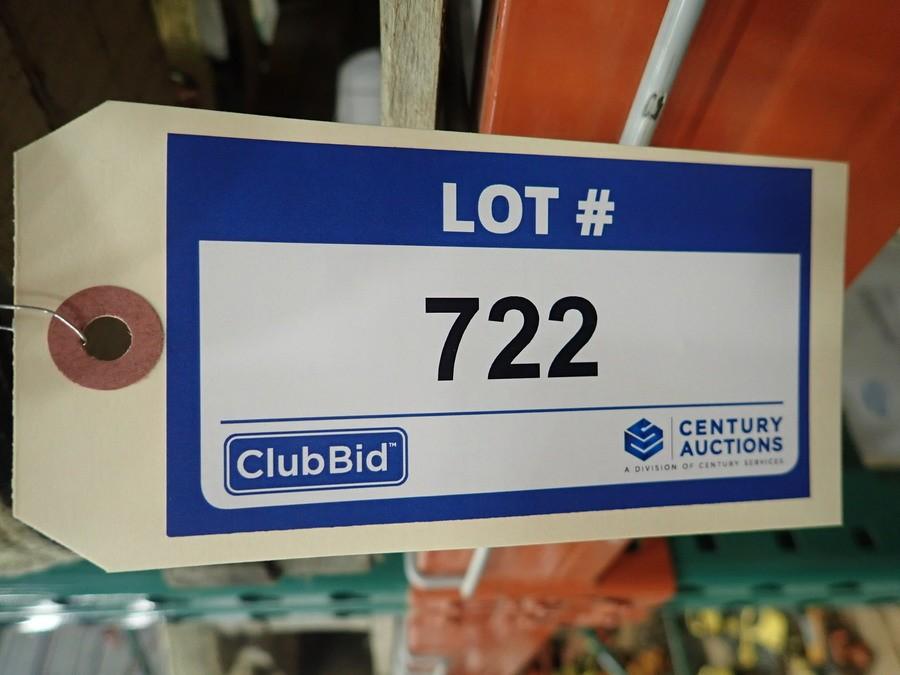 LOT #
722
ClubBid™
CENTURY
AUCTIONS
A DIVISION OF CENTURY SERVICES